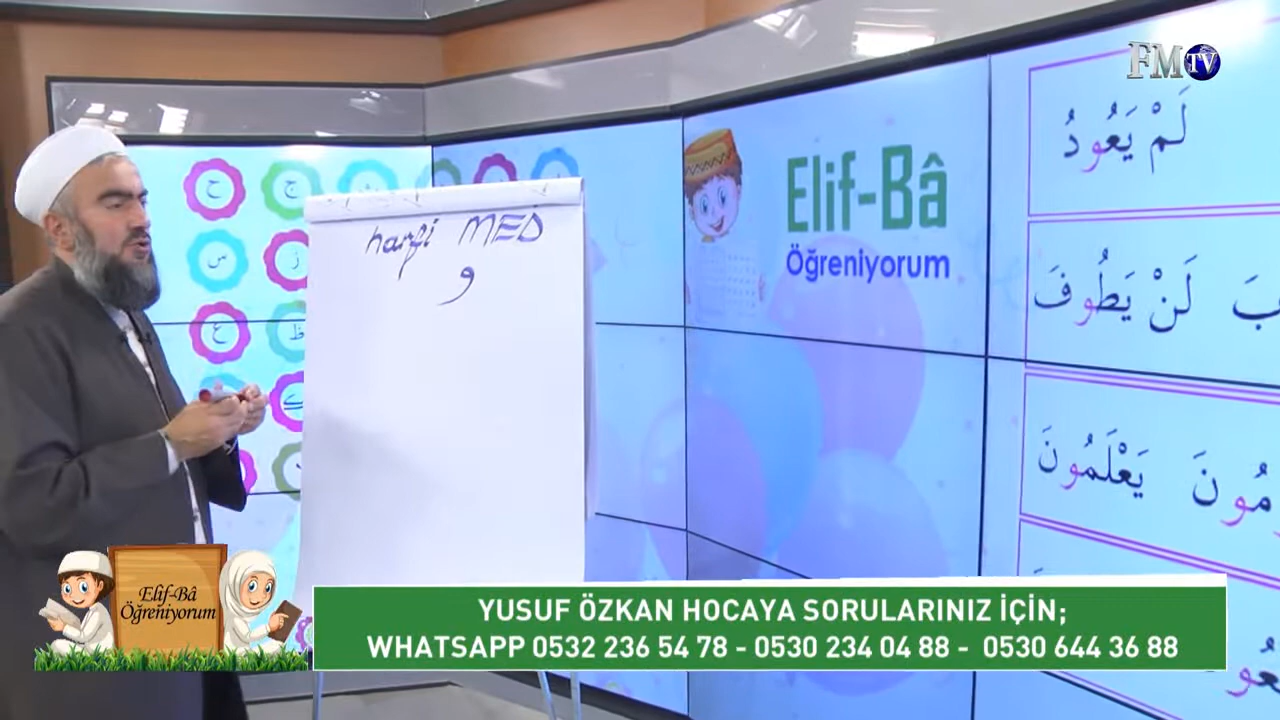 FM TV
ح
ج
س
ز
ع
ظ
harfi MED
و
Elif-Bâ
Öğreniyorum
لَمْ يَعُودُ
لَنْ يَطُوفَ
يَعْلَمُونَ
Elif-Bâ
Öğreniyorum
YUSUF ÖZKAN HOCAYA SORULARINIZ İÇİN;
WHATSAPP 0532 236 54 78 - 0530 234 04 88 - 0530 644 36 88